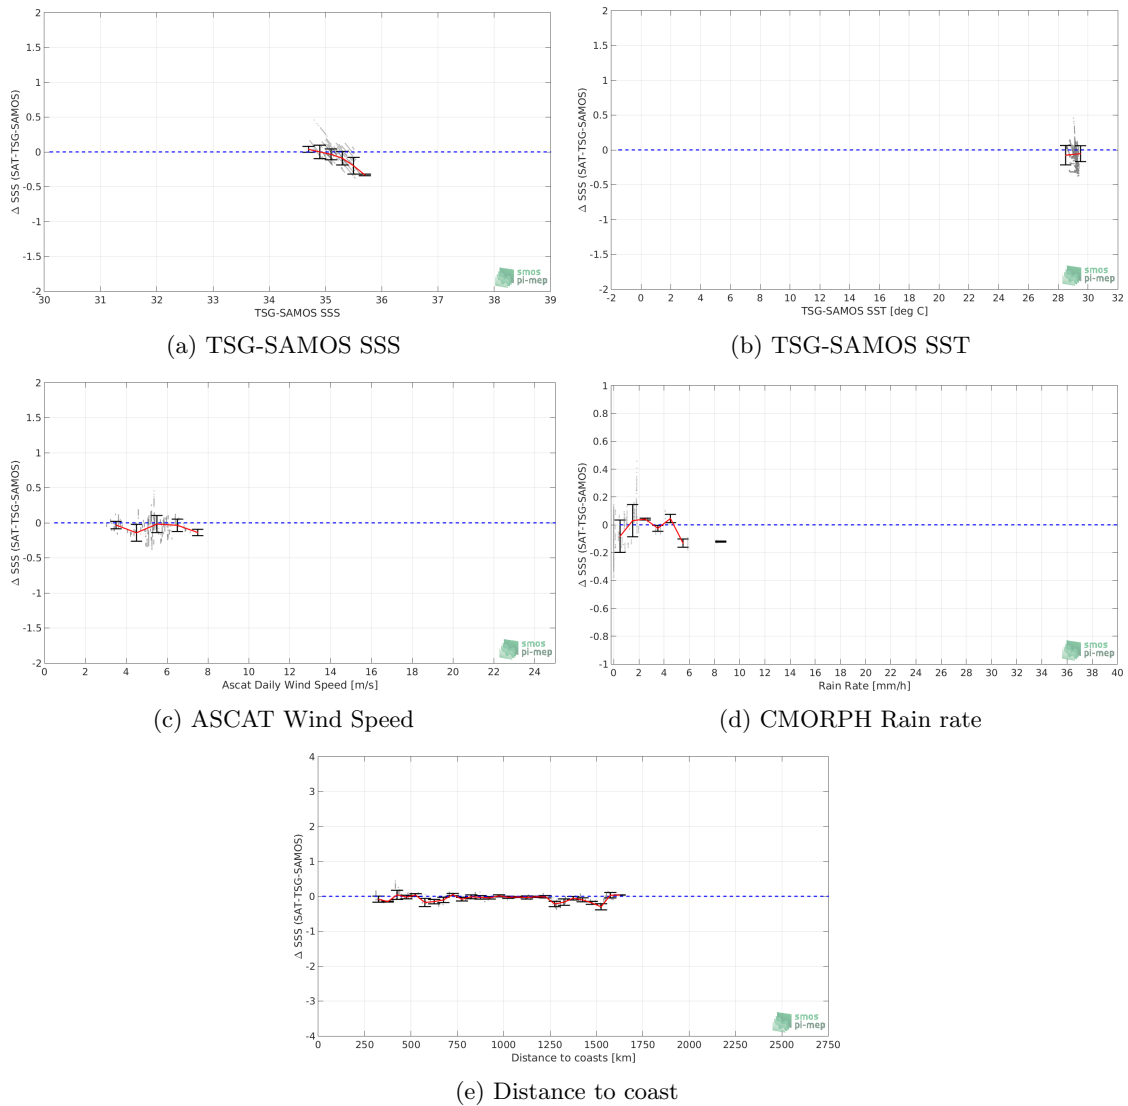 2
1.5
1
0.5
0
-0.5
-1
-1.5
-2
Δ SSS (SAT-TSG-SAMOS)
30 31 32 33 34 35 36 37 38 39
TSG-SAMOS SSS
smos
pi-mep
(a) TSG-SAMOS SSS
2
1.5
1
0.5
0
-0.5
-1
-1.5
-2
Δ SSS (SAT-TSG-SAMOS)
-2 0 2 4 6 8 10 12 14 16 18 20 22 24 26 28 30 32
TSG-SAMOS SST [deg C]
smos
pi-mep
(b) TSG-SAMOS SST
2
1.5
1
0.5
0
-0.5
-1
-1.5
-2
Δ SSS (SAT-TSG-SAMOS)
0 2 4 6 8 10 12 14 16 18 20 22 24
Ascat Daily Wind Speed [m/s]
smos
pi-mep
(c) ASCAT Wind Speed
1
0.8
0.6
0.4
0.2
0
-0.2
-0.4
-0.6
-0.8
-1
Δ SSS (SAT-TSG-SAMOS)
0 2 4 6 8 10 12 14 16 18 20 22 24 26 28 30 32 34 36 38 40
Rain Rate [mm/h]
smos
pi-mep
(d) CMORPH Rain rate
4
3
2
1
0
-1
-2
-3
-4
Δ SSS (SAT-TSG-SAMOS)
0 250 500 750 1000 1250 1500 1750 2000 2250 2500 2750
Distance to coasts [km]
smos
pi-mep
(e) Distance to coast